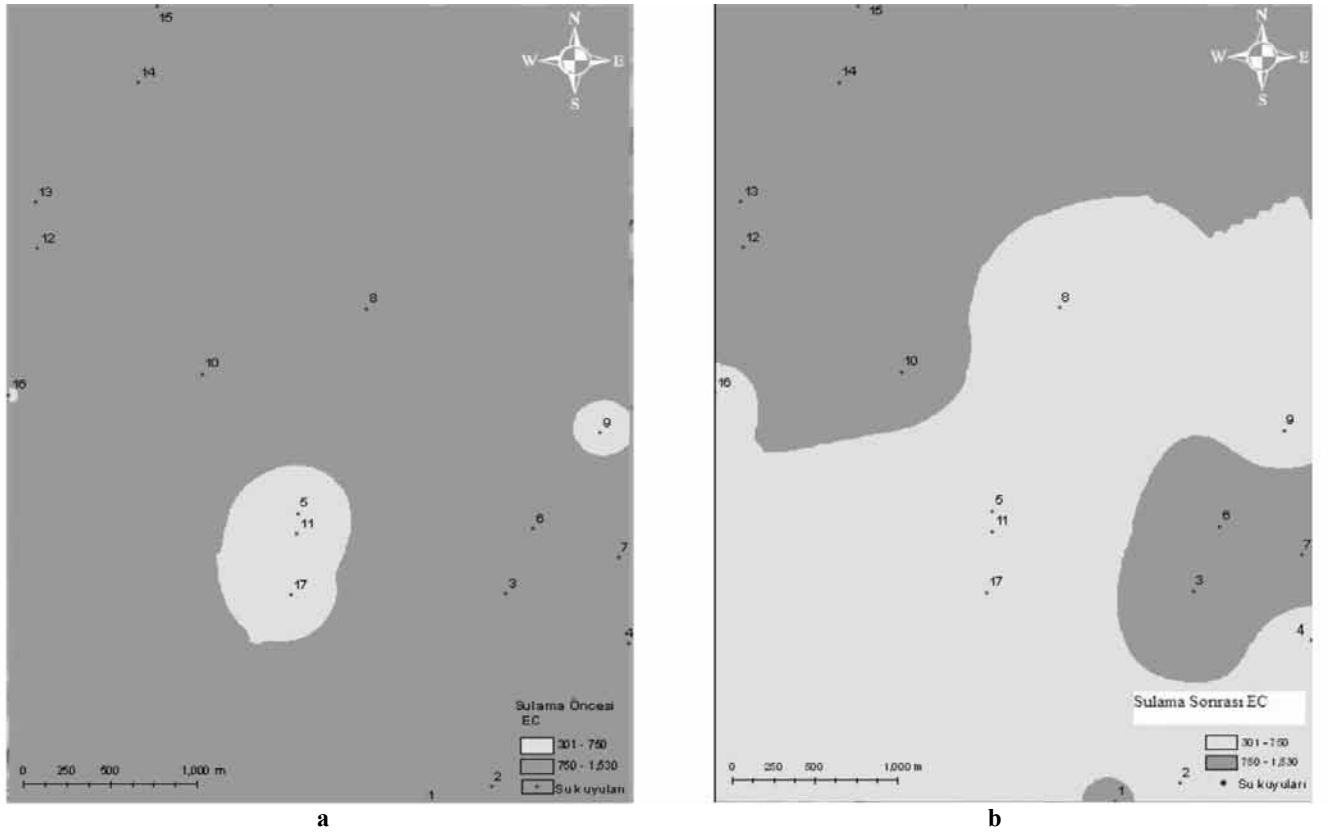 15
N
W E
S
14
13
12
8
10
16
9
5
11
6
7
17
3
4
Sulama Öncesi
EC
301 - 750
750 - 1,530
Su kuyuları
0 250 500 1,000 m
2
1
a
15
N
W E
S
14
13
12
8
10
16
9
5
11
6
7
17
3
4
Sulama Sonrası EC
301 - 750
750 - 1,530
Su kuyuları
0 250 500 1,000 m
2
1
b